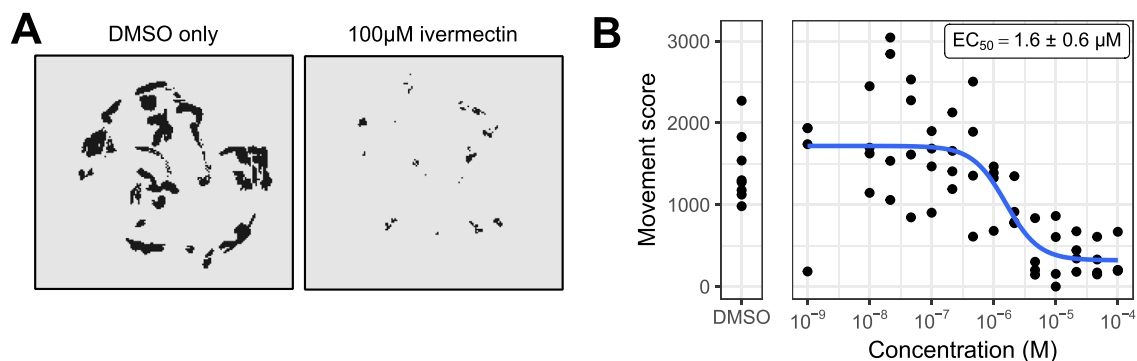 A
DMSO only
100µM ivermectin
B
Movement score
3000
2000
1000
0
EC₅₀ = 1.6 ± 0.6 µM
DMSO
10⁻⁹
10⁻⁸
10⁻⁷
10⁻⁶
10⁻⁵
10⁻⁴
Concentration (M)